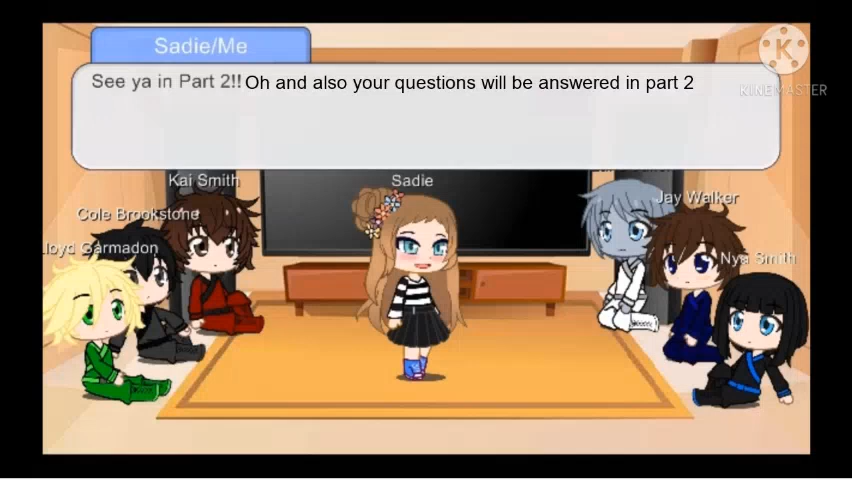 Sadie/Me
K
KINEMASTER
See ya in Part 2!! Oh and also your questions will be answered in part 2
Kai Smith
Sadie
Jay Walker
Cole Brookstone
Lloyd Garmadon
Nya Smith